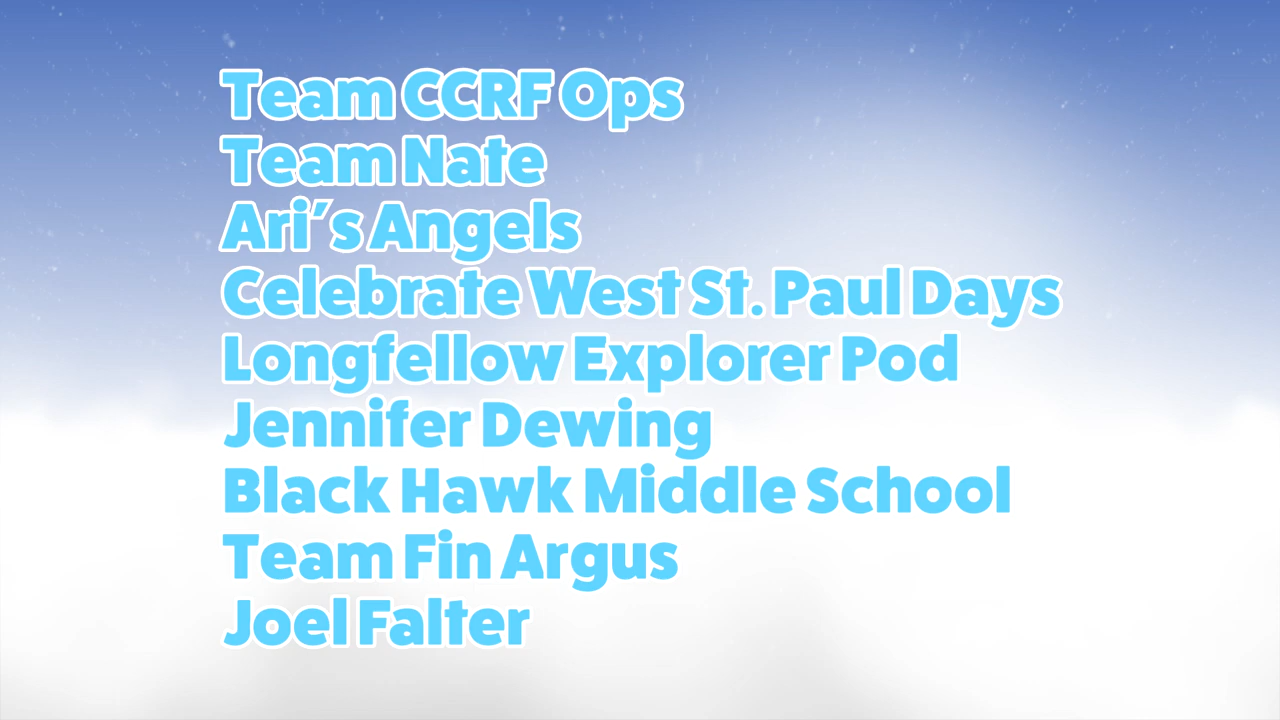 Team CCRF Ops
Team Nate
Ari's Angels
Celebrate West St. Paul Days
Longfellow Explorer Pod
Jennifer Dewing
Black Hawk Middle School
Team Fin Argus
Joel Falter